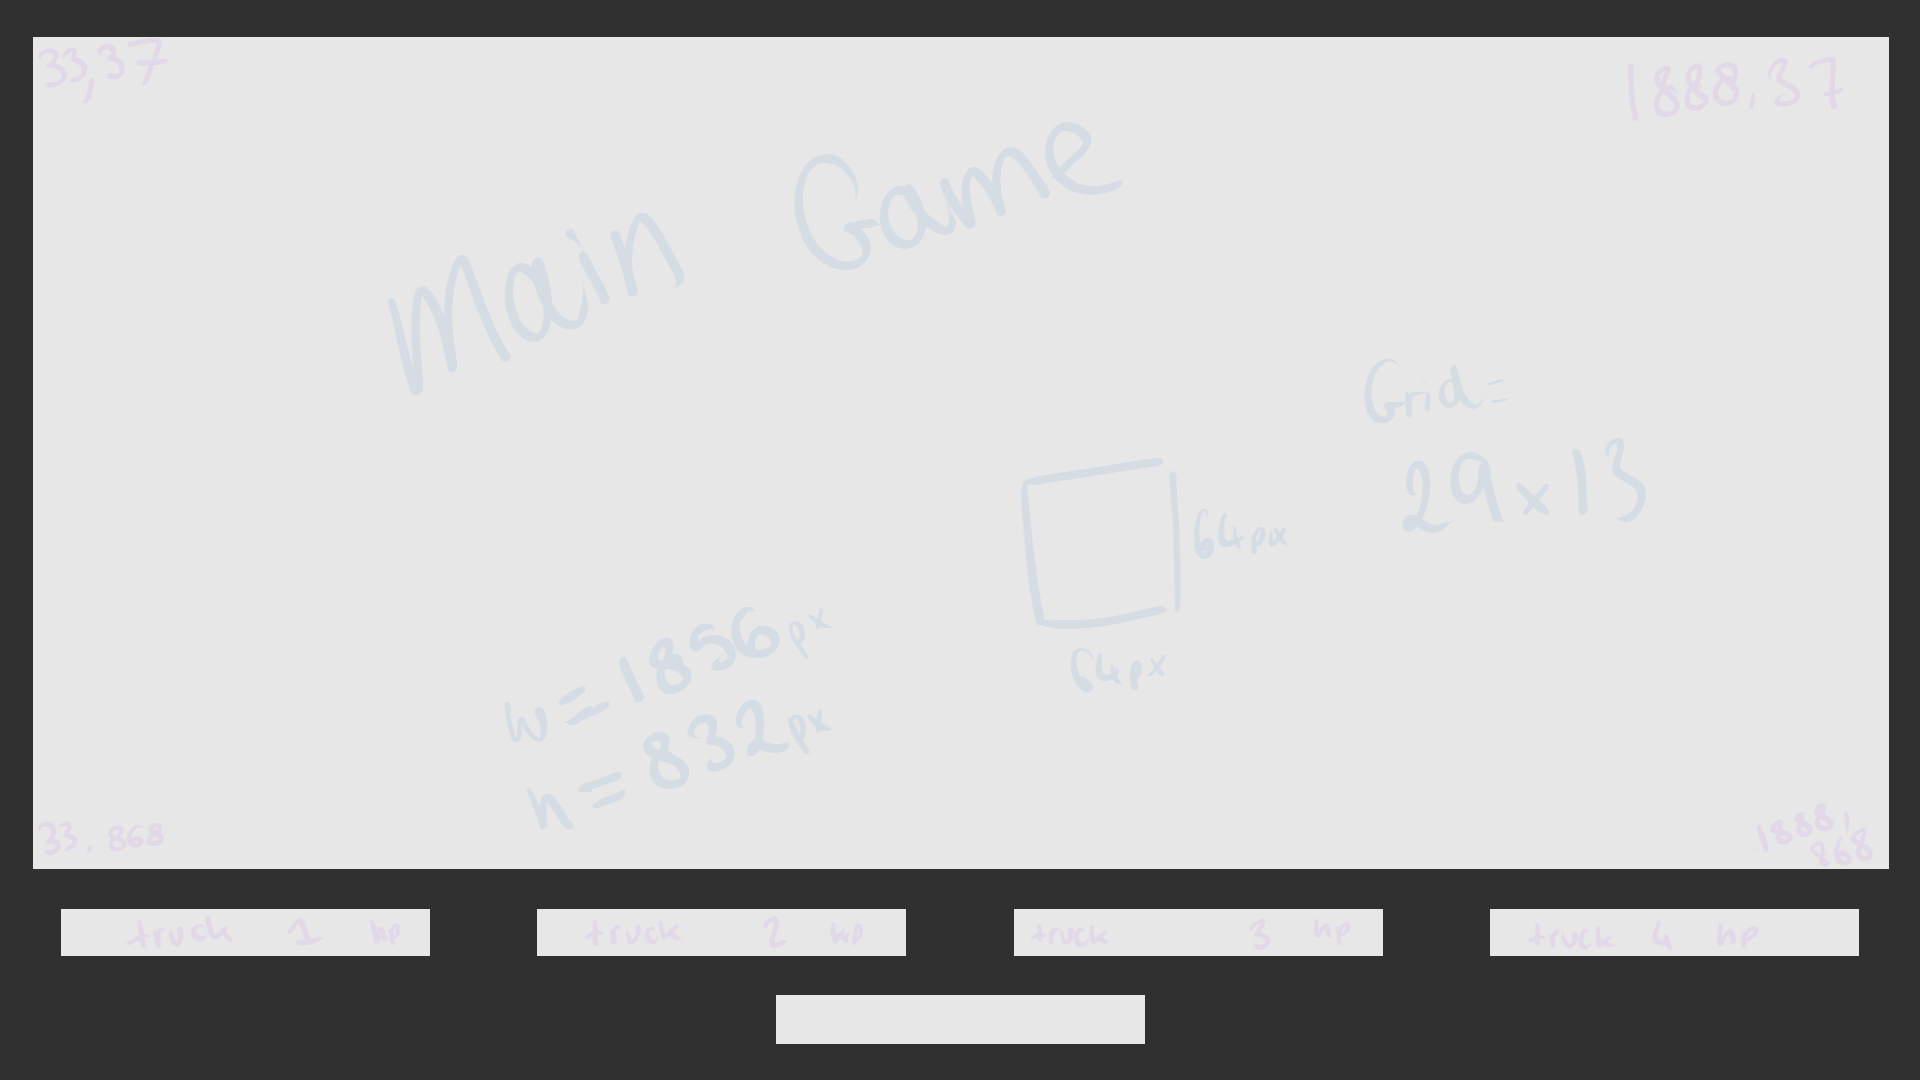 33,37
1888,37
Main Game
Grid=
29x13
64px
64px
w=1856px
h=832px
33,868
1888,
868
truck 1 hp
truck 2 hp
truck 3 hp
truck 4 hp